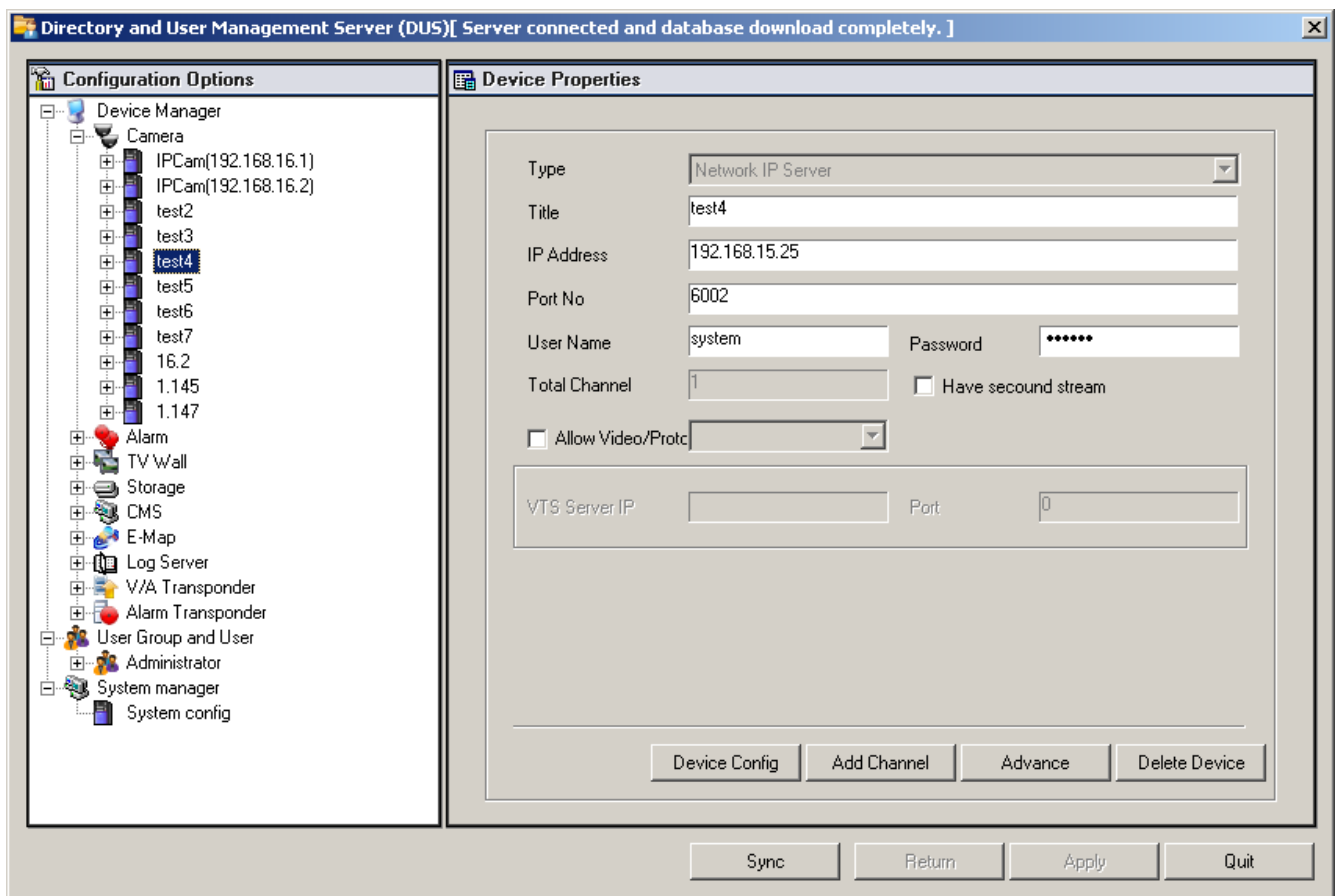 Directory and User Management Server (DUS)[ Server connected and database download completely. ]
Configuration Options
Device Manager
Camera
IPCam(192.168.16.1)
IPCam(192.168.16.2)
test2
test3
test4
test5
test6
test7
16.2
1.145
1.147
Alarm
TV Wall
Storage
CMS
E-Map
Log Server
V/A Transponder
Alarm Transponder
User Group and User
Administrator
System manager
System config
Device Properties
Type Network IP Server
Title test4
IP Address 192.168.15.25
Port No 6002
User Name system Password ••••••
Total Channel 1 Have secound stream
Allow Video/Protc
VTS Server IP Port 0
Device Config Add Channel Advance Delete Device
Sync Return Apply Quit